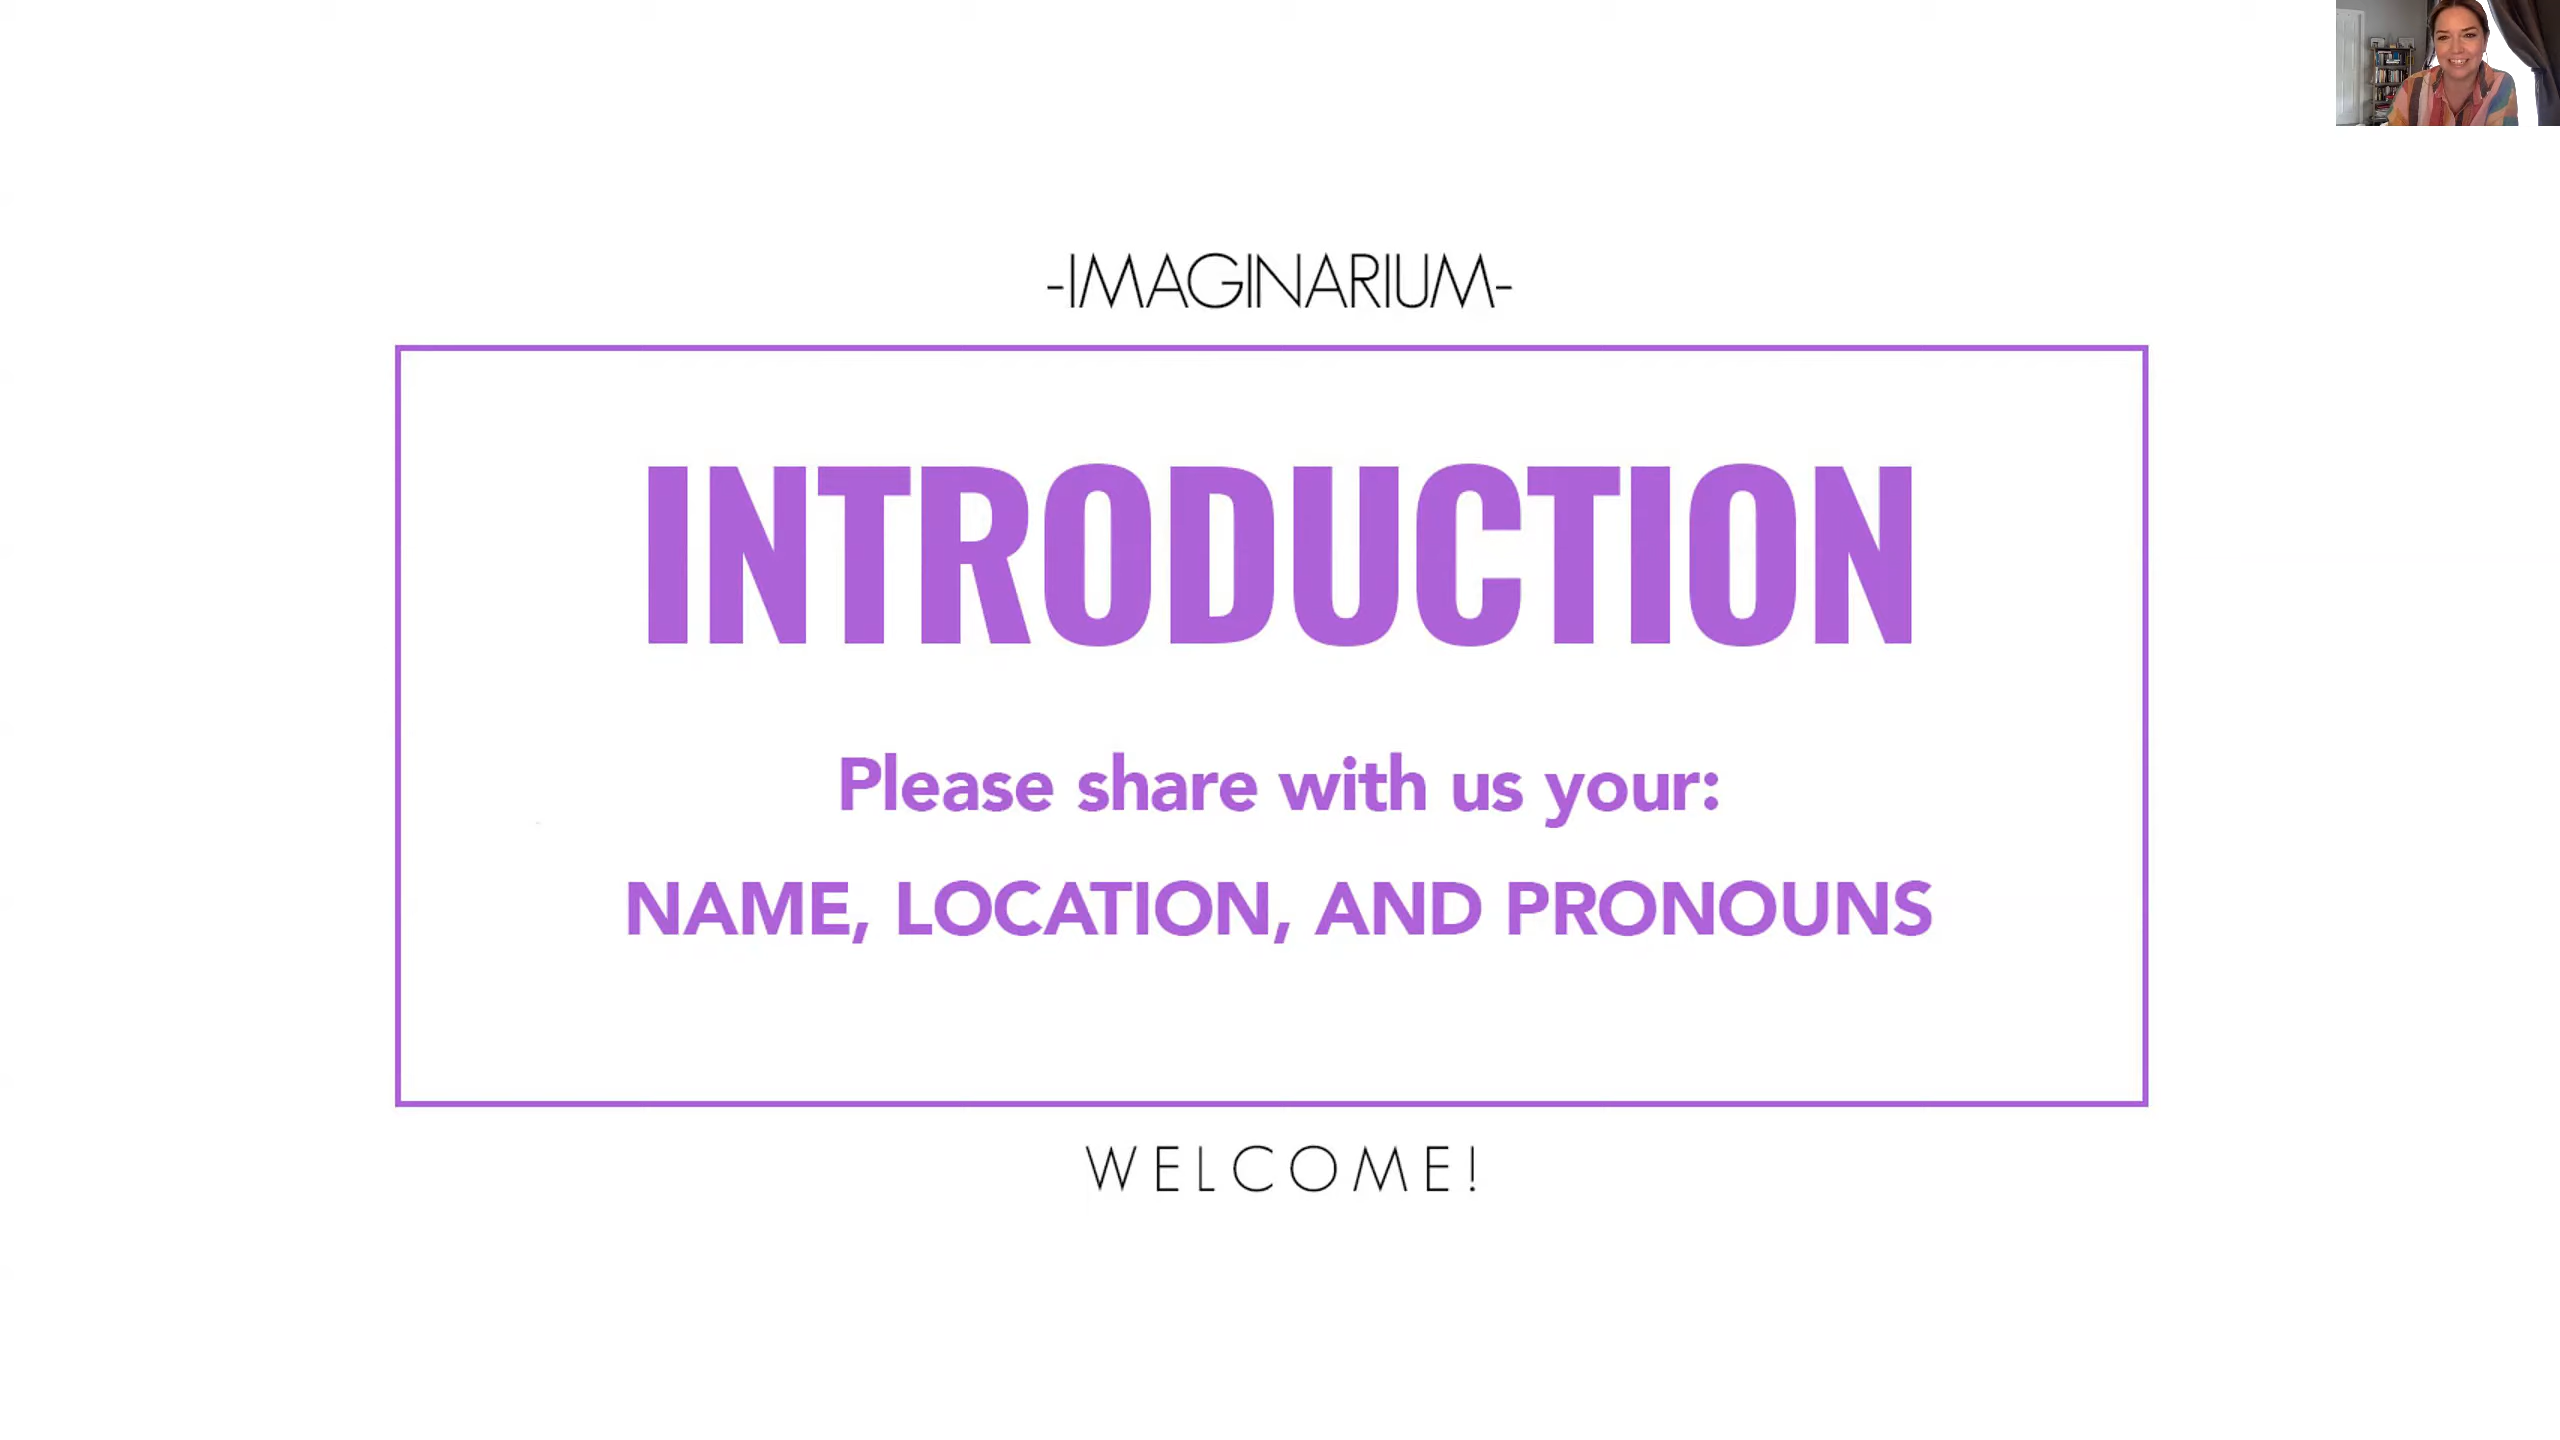 -IMAGINARIUM-
INTRODUCTION
Please share with us your:
NAME, LOCATION, AND PRONOUNS
WELCOME!